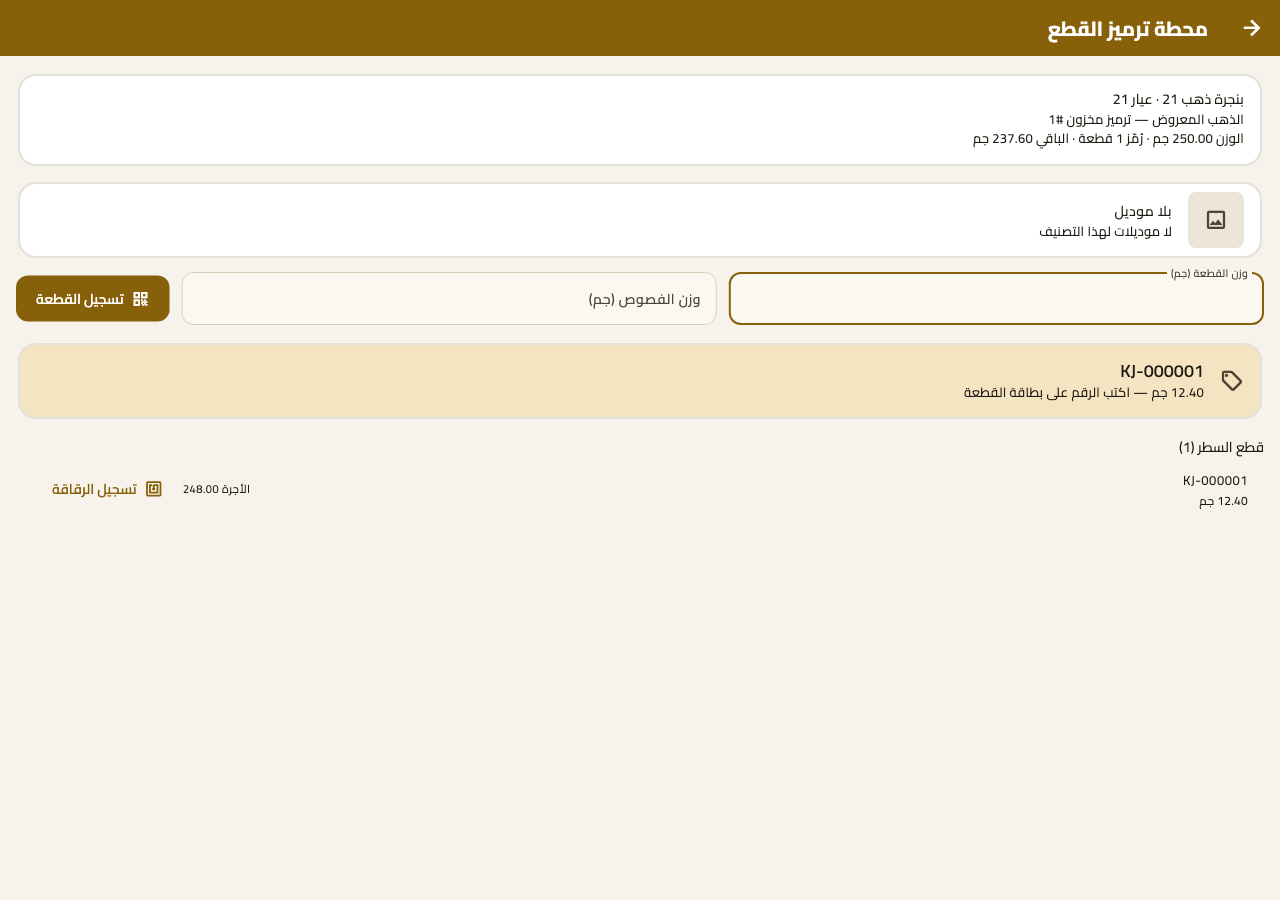 محطة ترميز القطع
بنجرة ذهب 21 · عيار 21
الذهب المعروض — ترميز مخزون #1
الوزن 250.00 جم · رُمّز 1 قطعة · الباقي 237.60 جم
بلا موديل
لا موديلات لهذا التصنيف
وزن القطعة (جم)
وزن الفصوص (جم)
تسجيل القطعة
KJ-000001
12.40 جم — اكتب الرقم على بطاقة القطعة
قطع السطر (1)
KJ-000001
12.40 جم
الأجرة 248.00
تسجيل الرقاقة